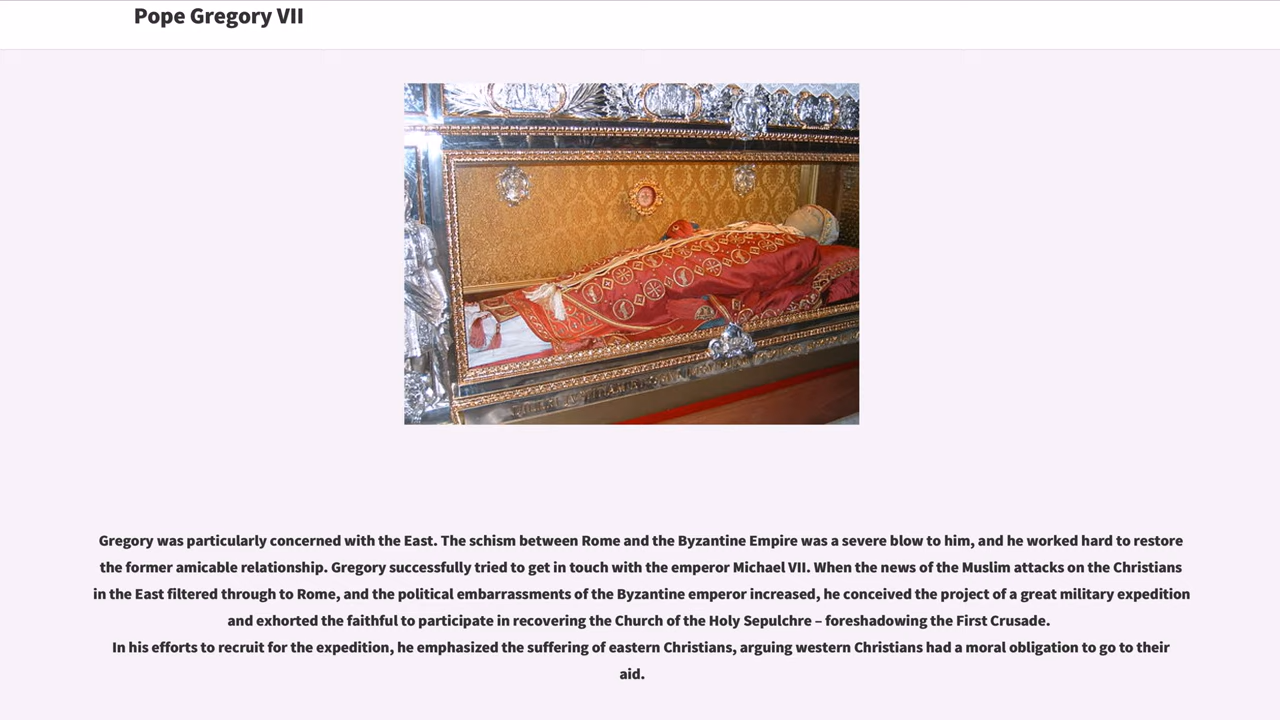 Pope Gregory VII
Gregory was particularly concerned with the East. The schism between Rome and the Byzantine Empire was a severe blow to him, and he worked hard to restore
the former amicable relationship. Gregory successfully tried to get in touch with the emperor Michael VII. When the news of the Muslim attacks on the Christians
in the East filtered through to Rome, and the political embarrassments of the Byzantine emperor increased, he conceived the project of a great military expedition
and exhorted the faithful to participate in recovering the Church of the Holy Sepulchre – foreshadowing the First Crusade.
In his efforts to recruit for the expedition, he emphasized the suffering of eastern Christians, arguing western Christians had a moral obligation to go to their
aid.